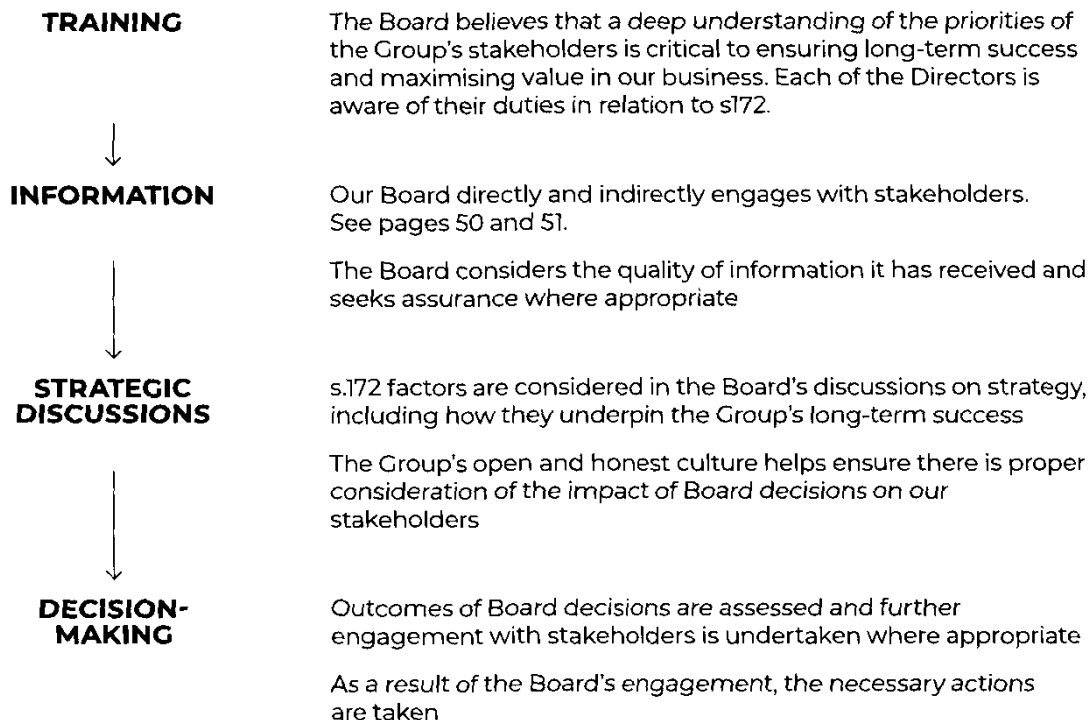 TRAINING
The Board believes that a deep understanding of the priorities of
the Group's stakeholders is critical to ensuring long-term success
and maximising value in our business. Each of the Directors is
aware of their duties in relation to s172.
INFORMATION
Our Board directly and indirectly engages with stakeholders.
See pages 50 and 51.
The Board considers the quality of information it has received and
seeks assurance where appropriate
STRATEGIC
DISCUSSIONS
s.172 factors are considered in the Board's discussions on strategy,
including how they underpin the Group's long-term success
The Group's open and honest culture helps ensure there is proper
consideration of the impact of Board decisions on our
stakeholders
DECISION-
MAKING
Outcomes of Board decisions are assessed and further
engagement with stakeholders is undertaken where appropriate
As a result of the Board's engagement, the necessary actions
are taken